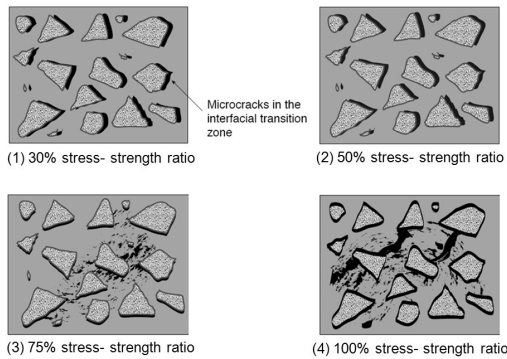 Microcracks in the
interfacial transition
zone
(1) 30% stress- strength ratio
(2) 50% stress- strength ratio
(3) 75% stress- strength ratio
(4) 100% stress- strength ratio